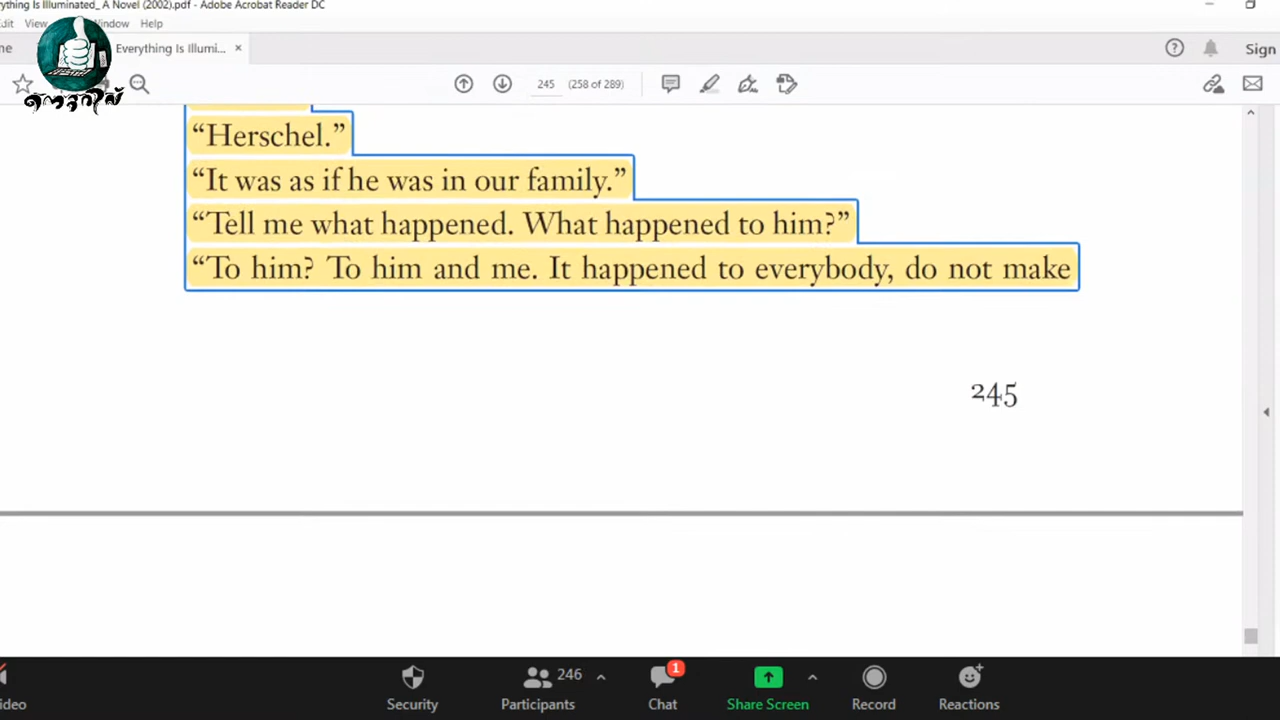 rything Is Illuminated_ A Novel (2002).pdf - Adobe Acrobat Reader DC
Edit View Window Help
me Everything Is Illumi... × Sign
245 (258 of 289)
“Herschel.”
“It was as if he was in our family.”
“Tell me what happened. What happened to him?”
“To him? To him and me. It happened to everybody, do not make
245
ideo Security 246 Participants 1 Chat Share Screen Record Reactions